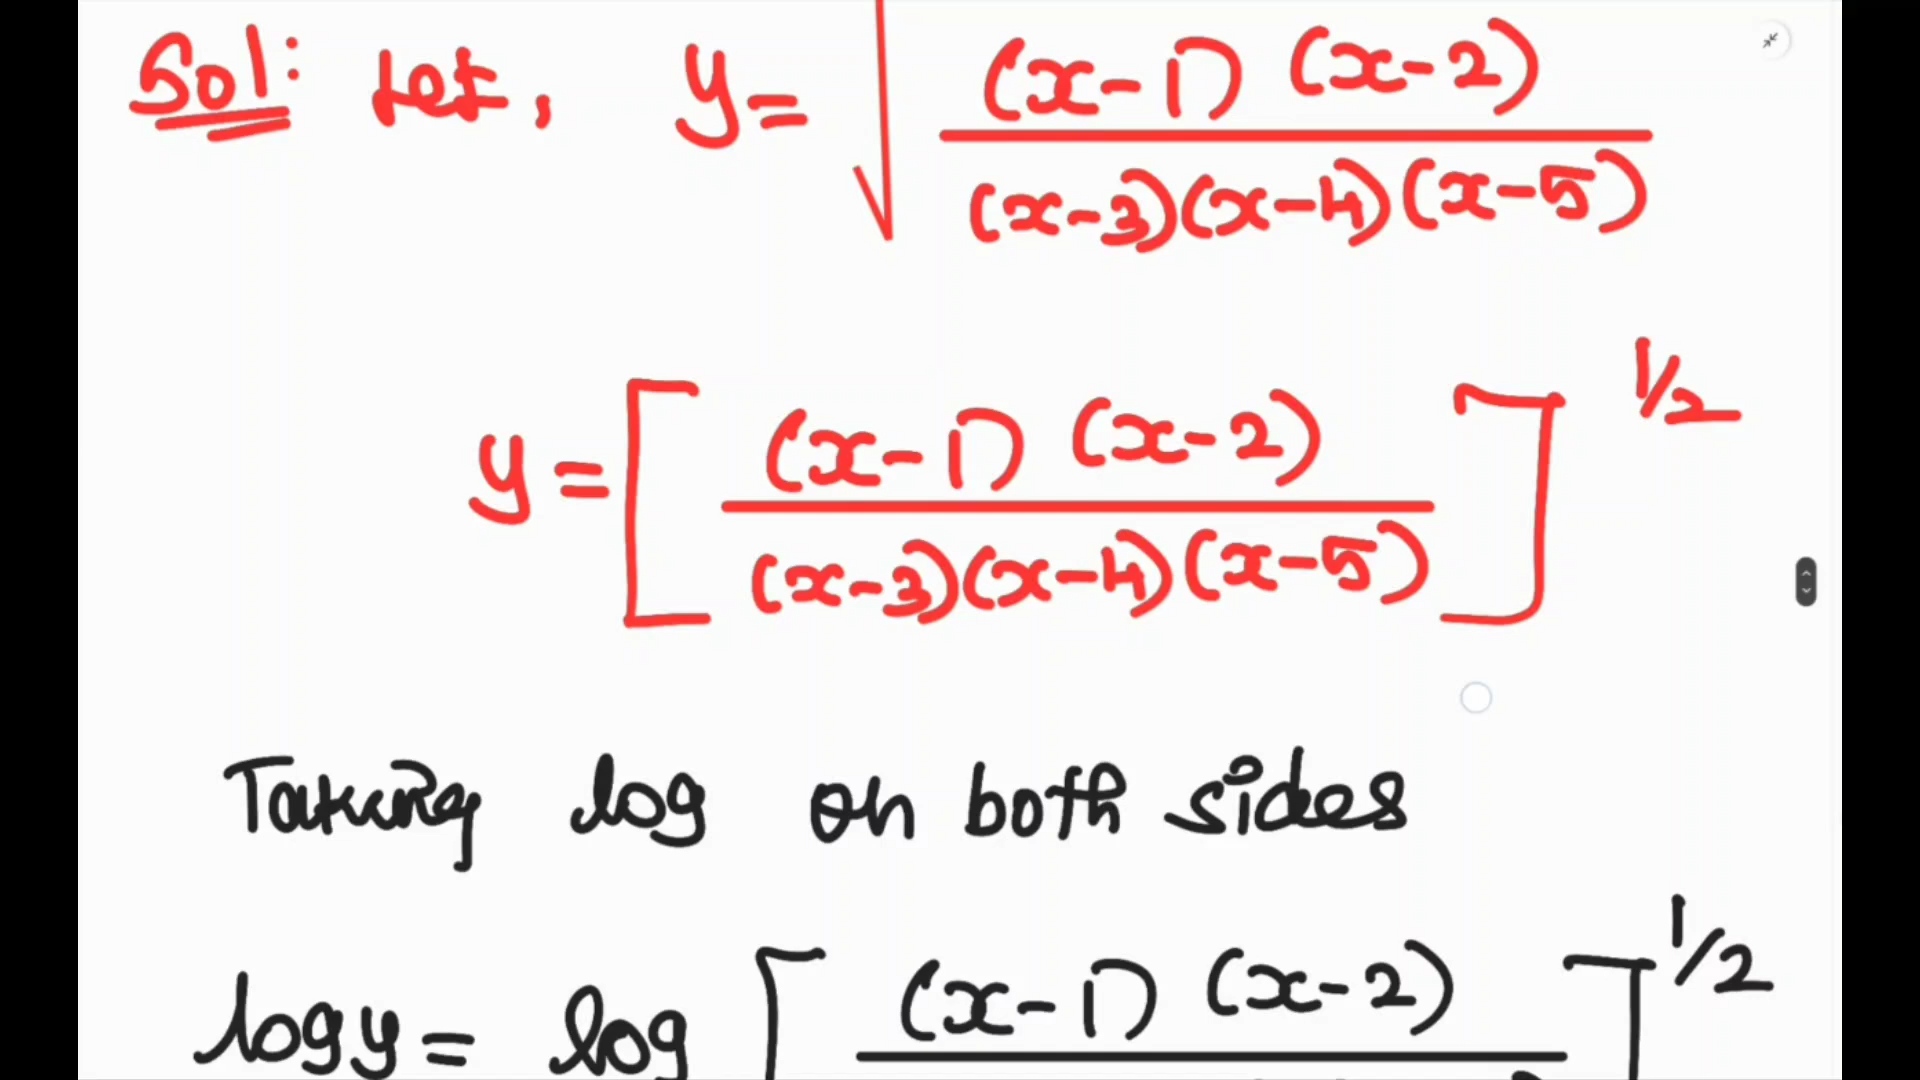 Sol: Let, y = √ (x-1) (x-2) / (x-3)(x-4)(x-5)
y = [ (x-1) (x-2) / (x-3)(x-4)(x-5) ] 1/2
Taking log on both sides
log y = log [ (x-1) (x-2) ] 1/2